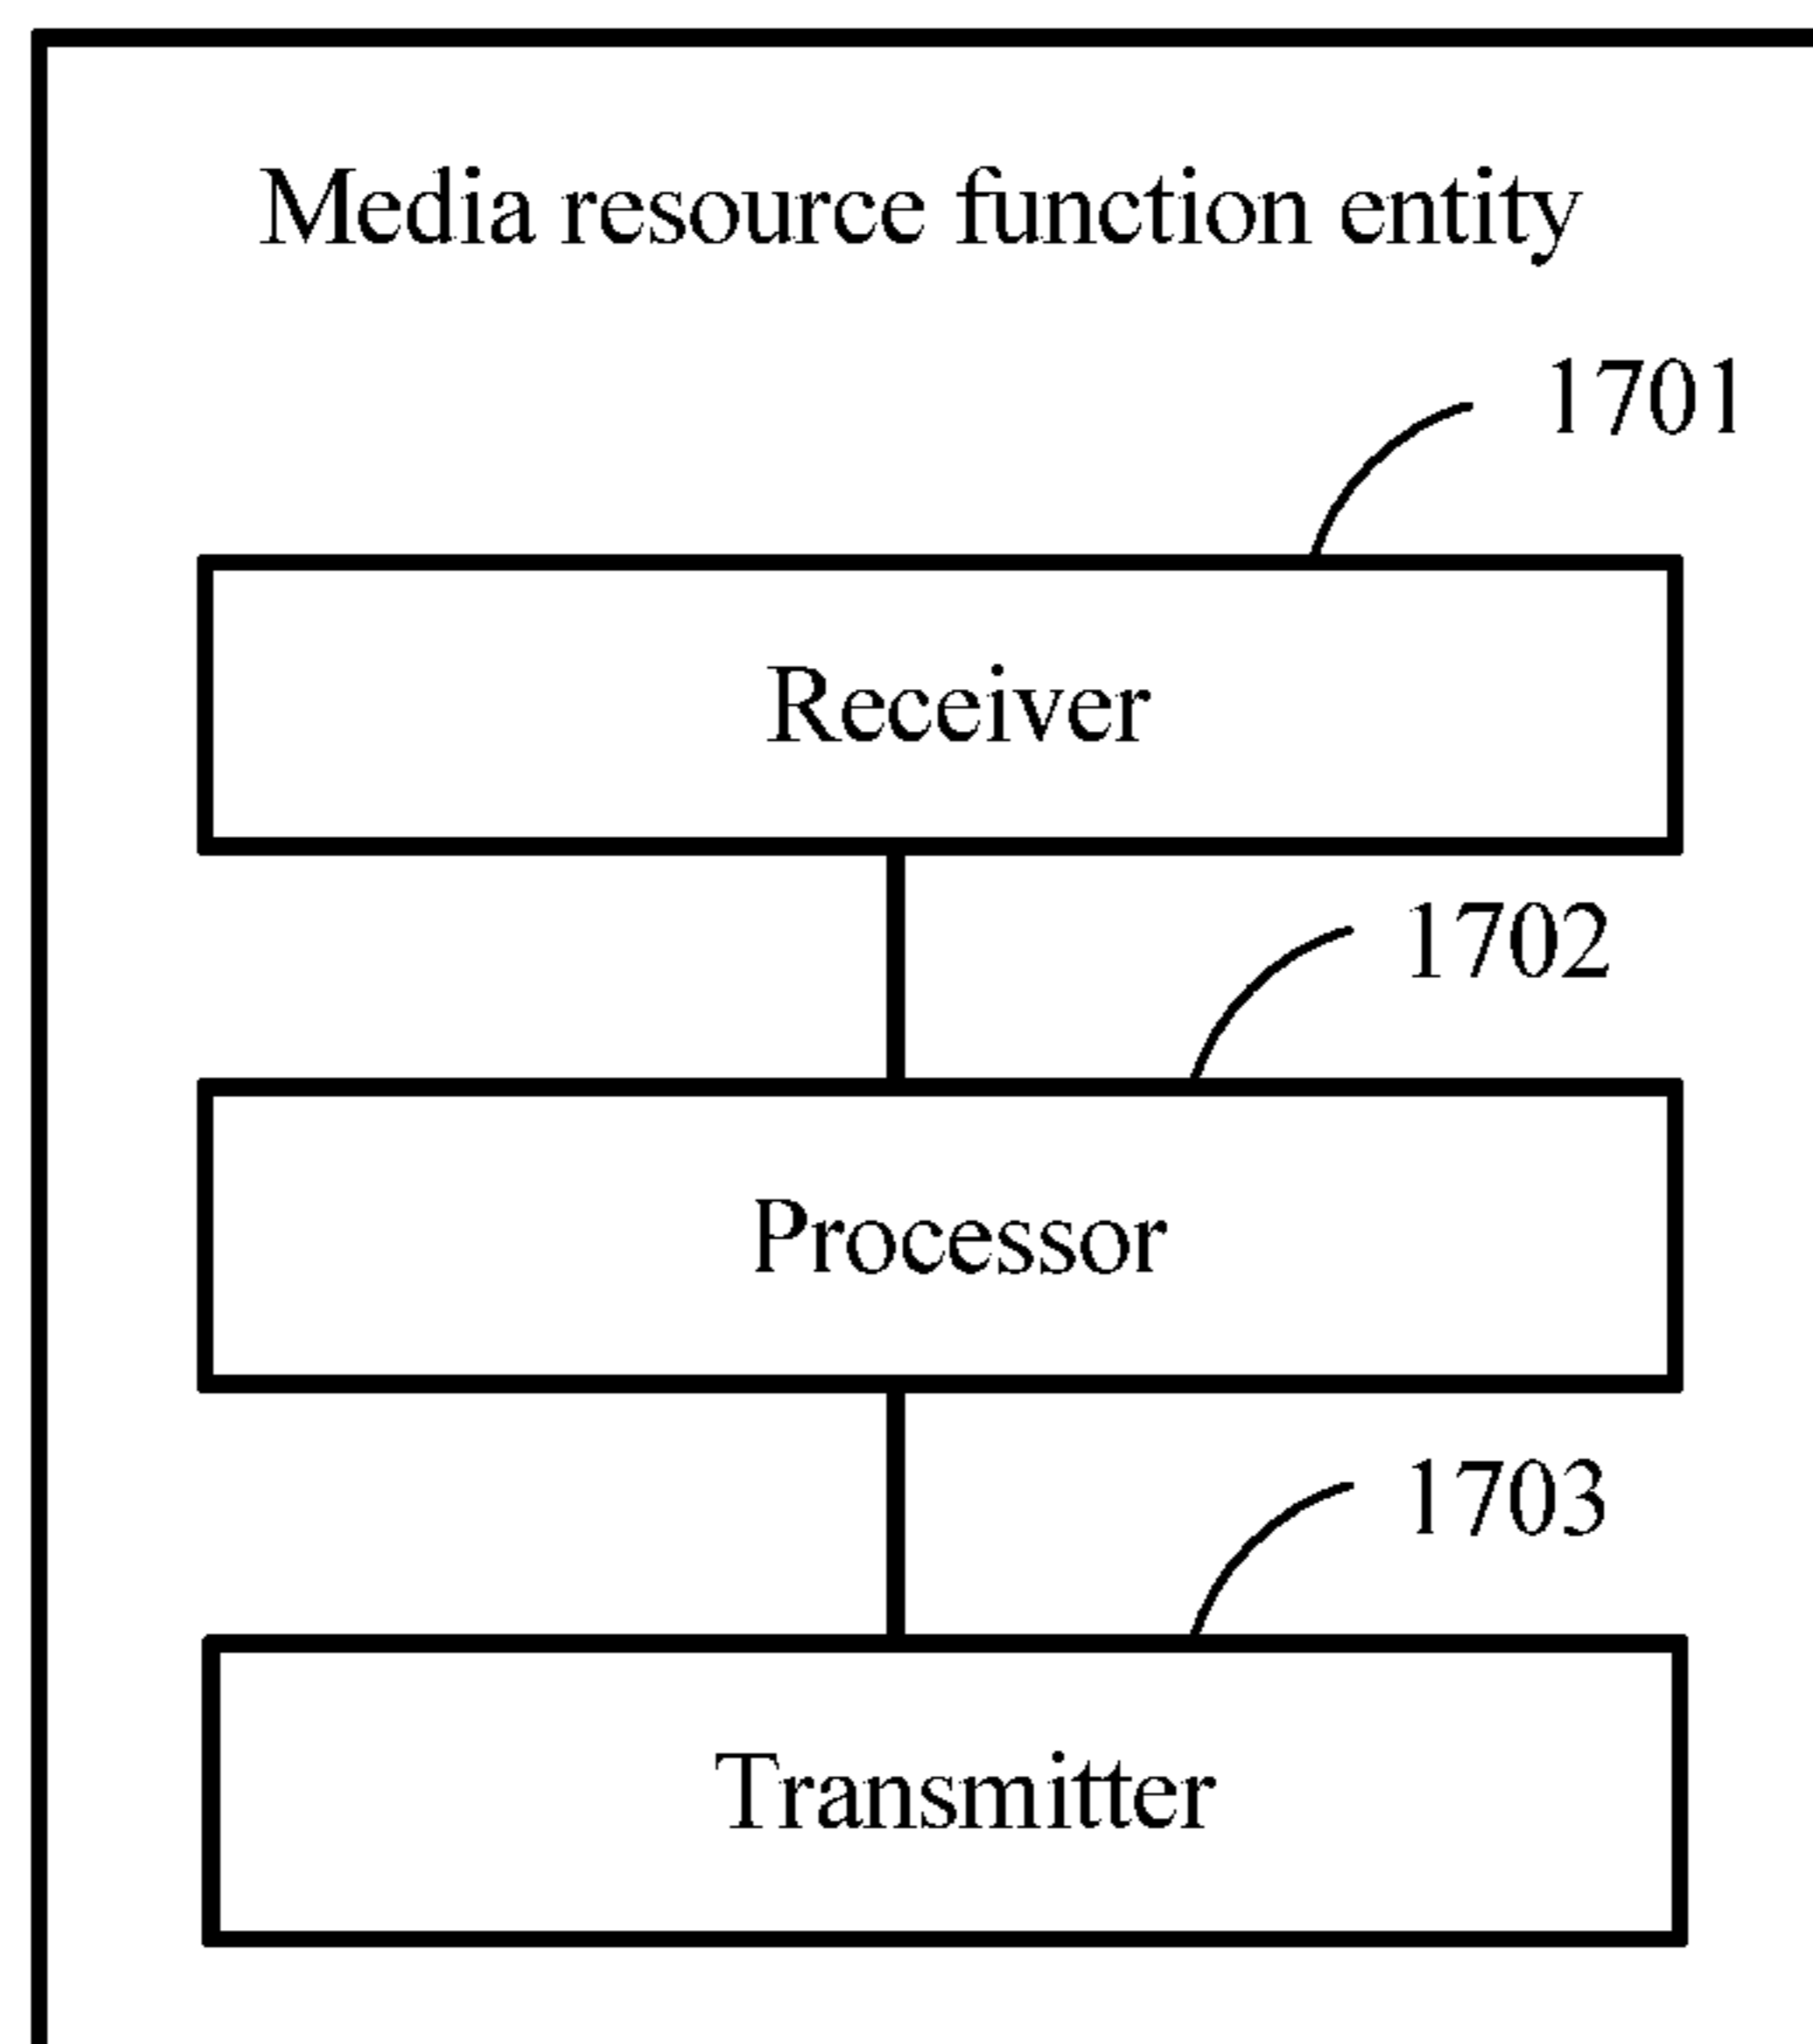 Media resource function entity
1701
Receiver
1702
Processor
1703
Transmitter